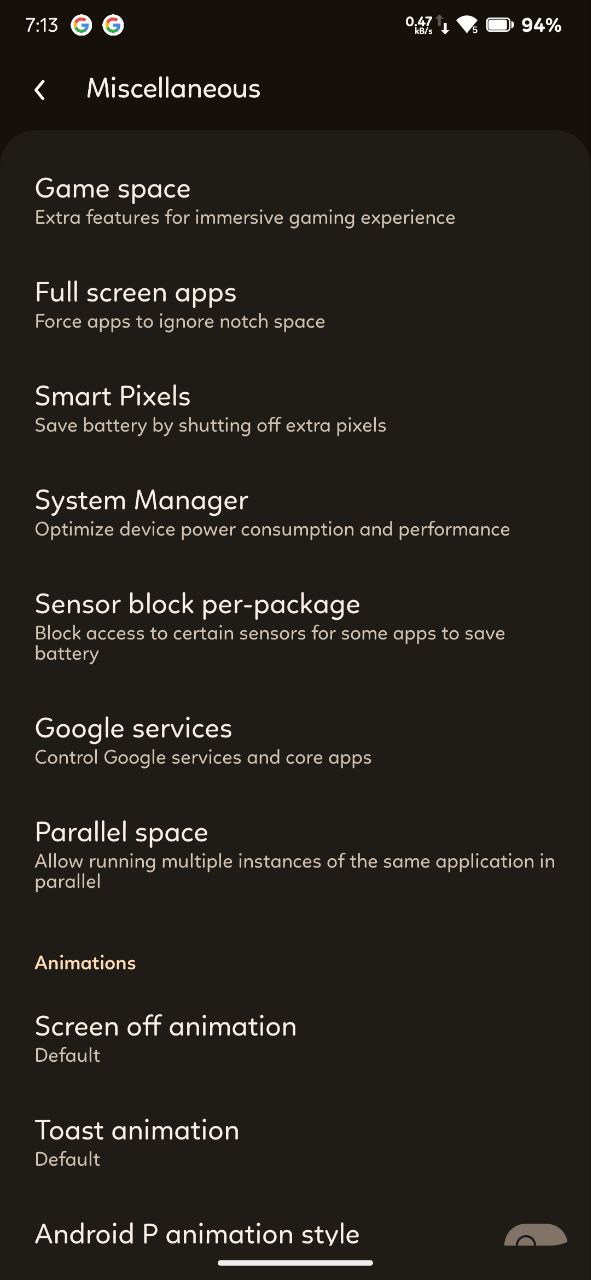 7:13 G G 0.47 kB/s 5 94%
Miscellaneous
Game space
Extra features for immersive gaming experience
Full screen apps
Force apps to ignore notch space
Smart Pixels
Save battery by shutting off extra pixels
System Manager
Optimize device power consumption and performance
Sensor block per-package
Block access to certain sensors for some apps to save
battery
Google services
Control Google services and core apps
Parallel space
Allow running multiple instances of the same application in
parallel
Animations
Screen off animation
Default
Toast animation
Default
Android P animation style